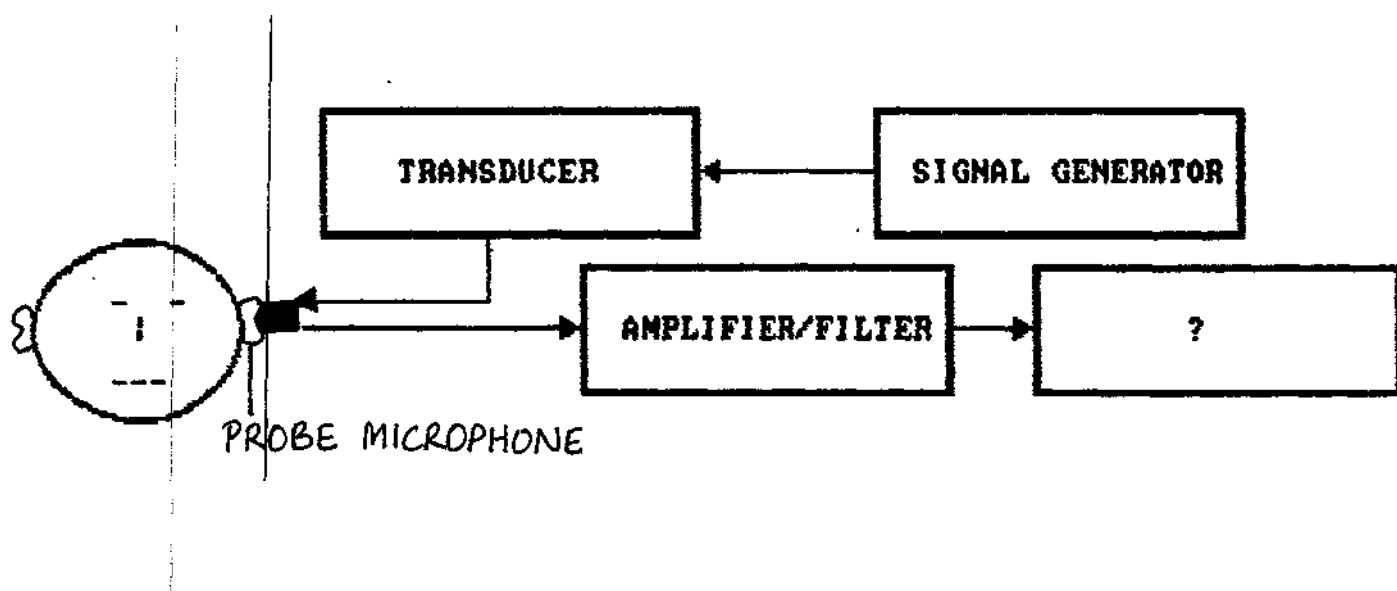 TRANSDUCER
SIGNAL GENERATOR
AMPLIFIER/FILTER
?
PROBE MICROPHONE